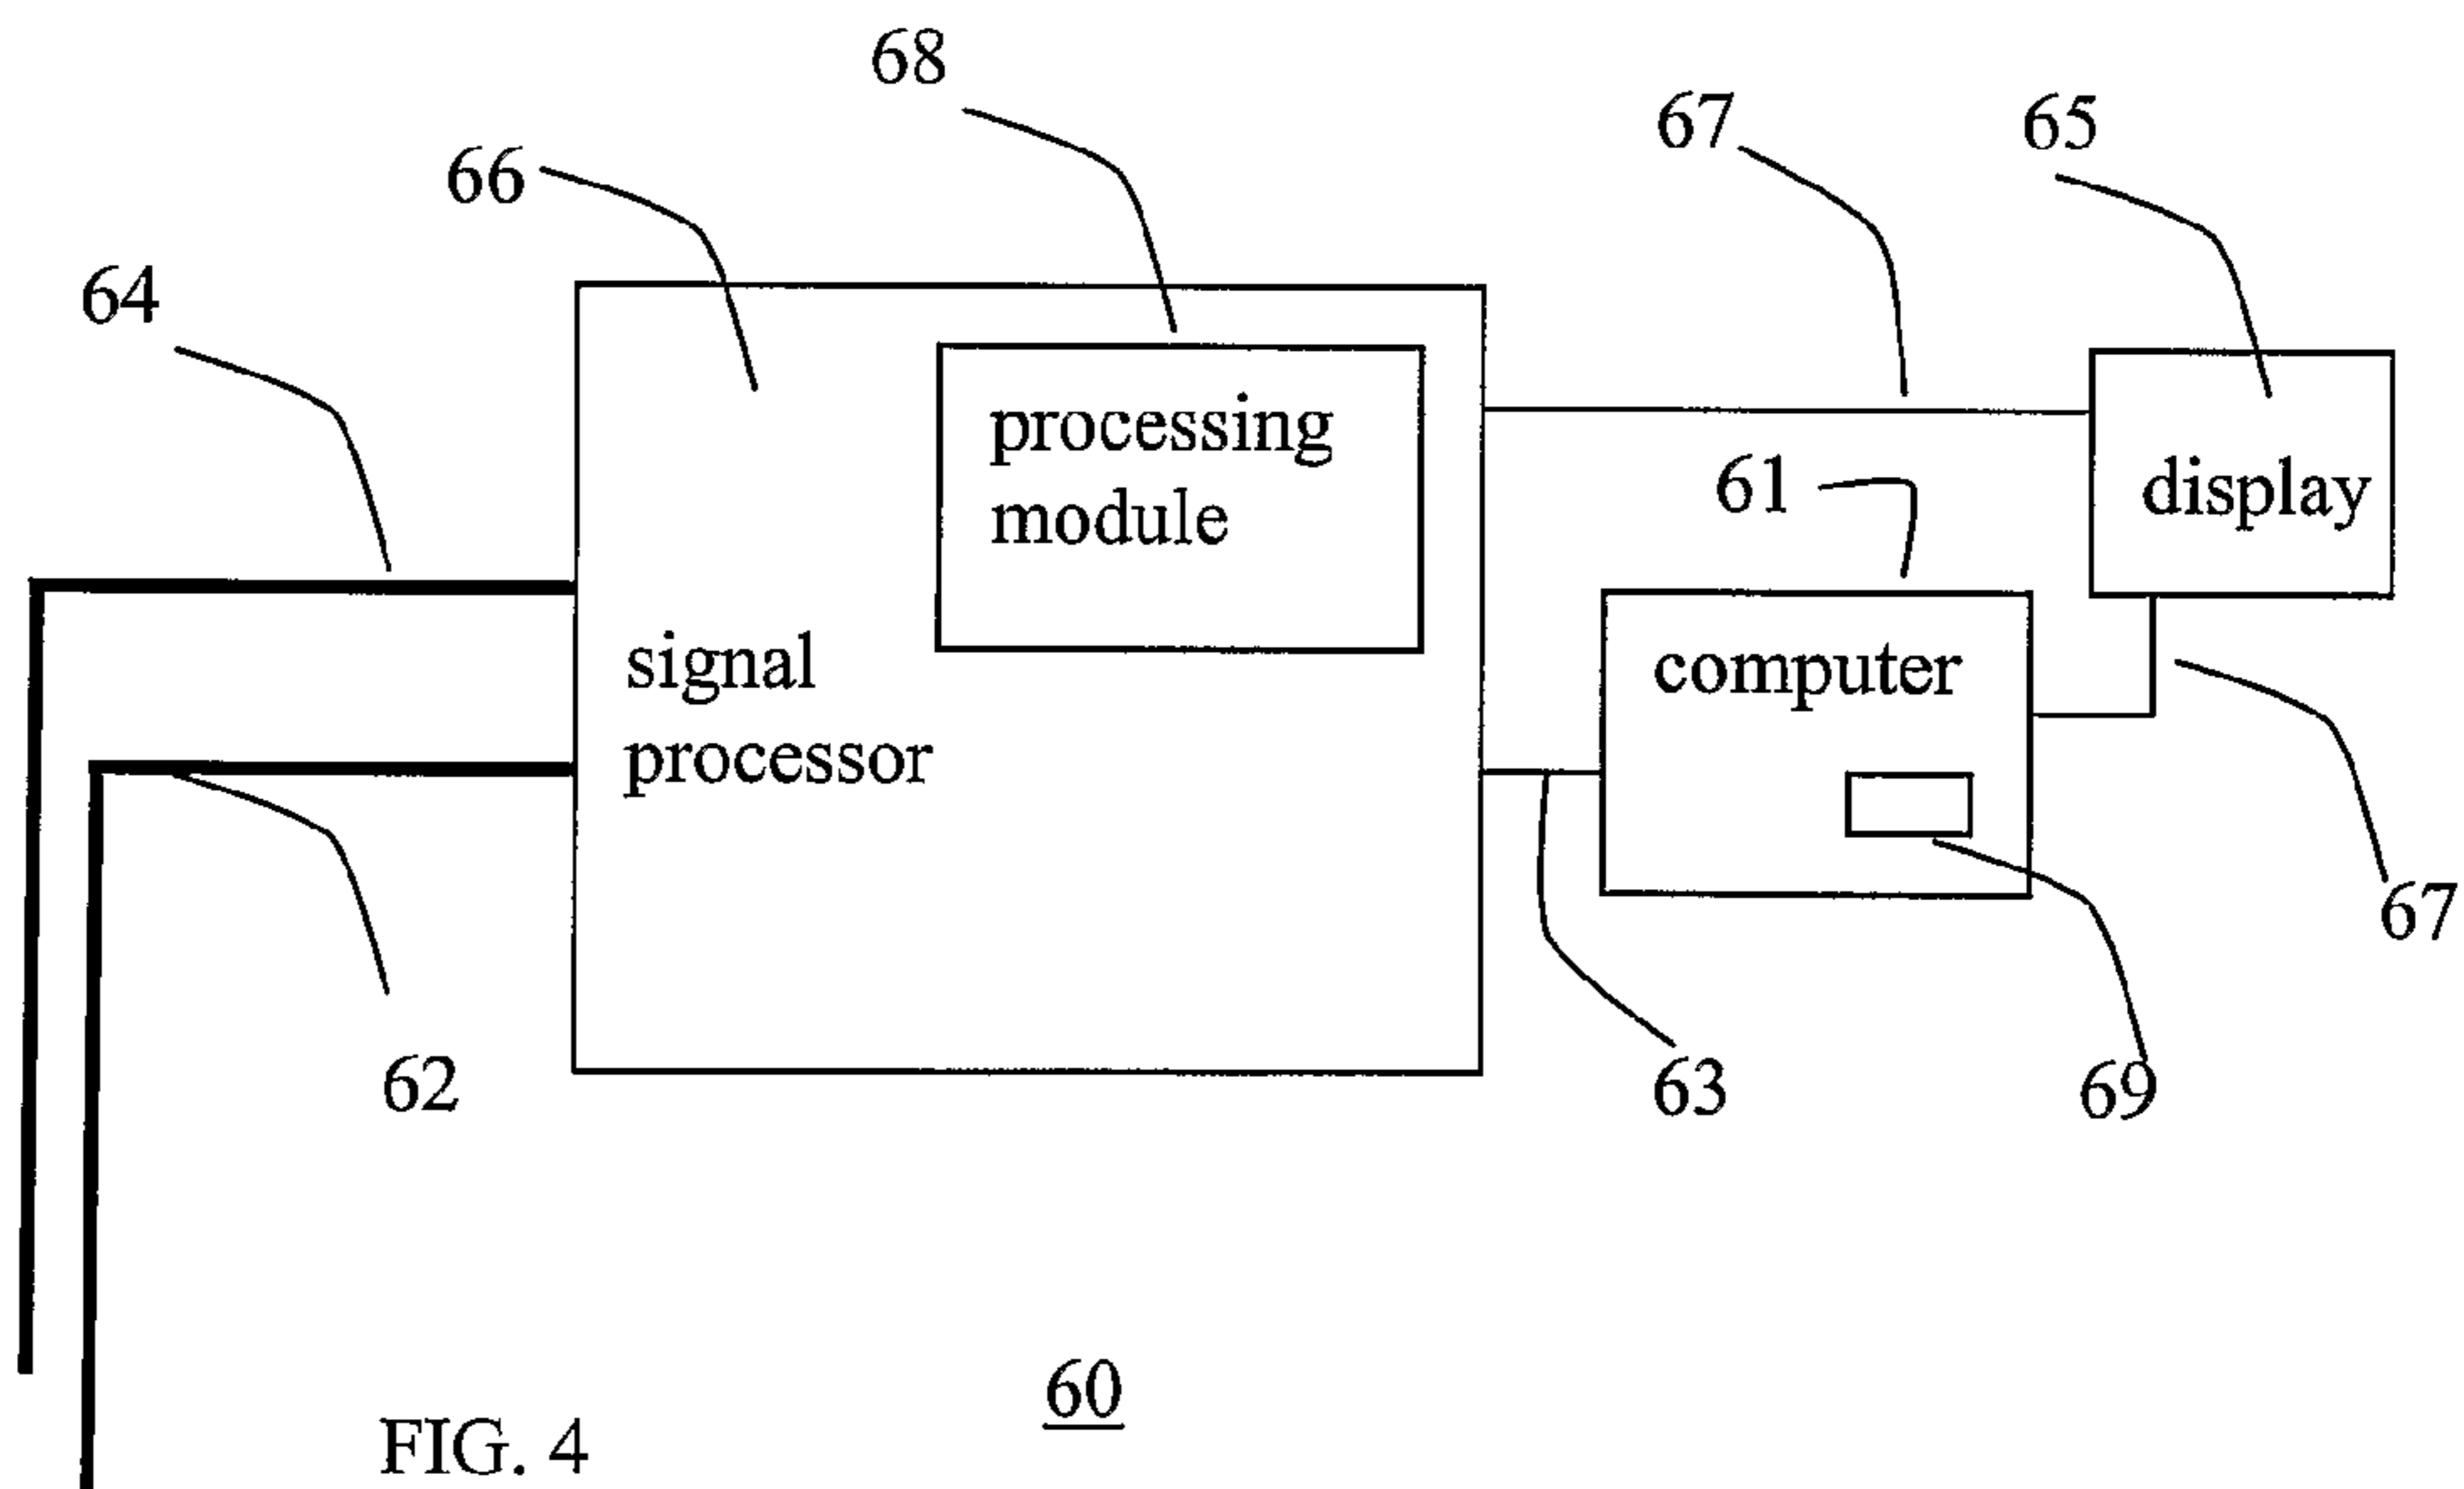 68
67
65
66
64
processing
module
61
display
signal
processor
computer
67
62
63
69
60
FIG. 4